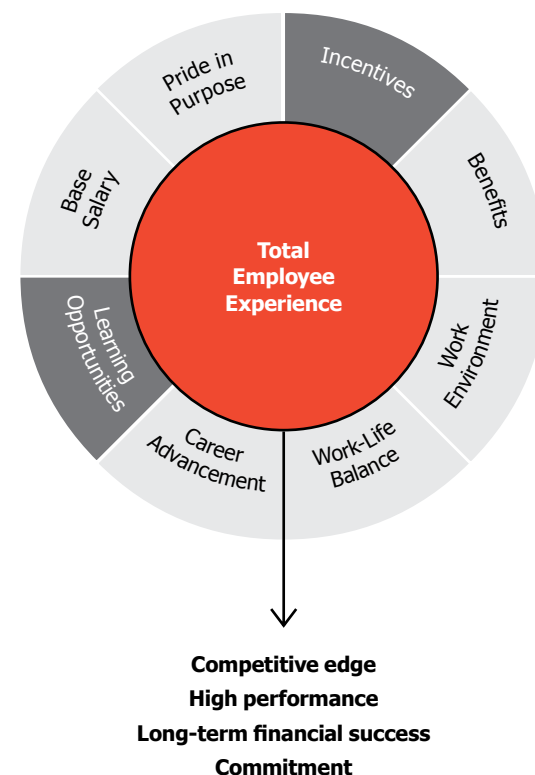 Pride in
Purpose
Incentives
Benefits
Work
Environment
Work-Life
Balance
Career
Advancement
Learning
Opportunities
Base
Salary
Total
Employee
Experience
Competitive edge
High performance
Long-term financial success
Commitment